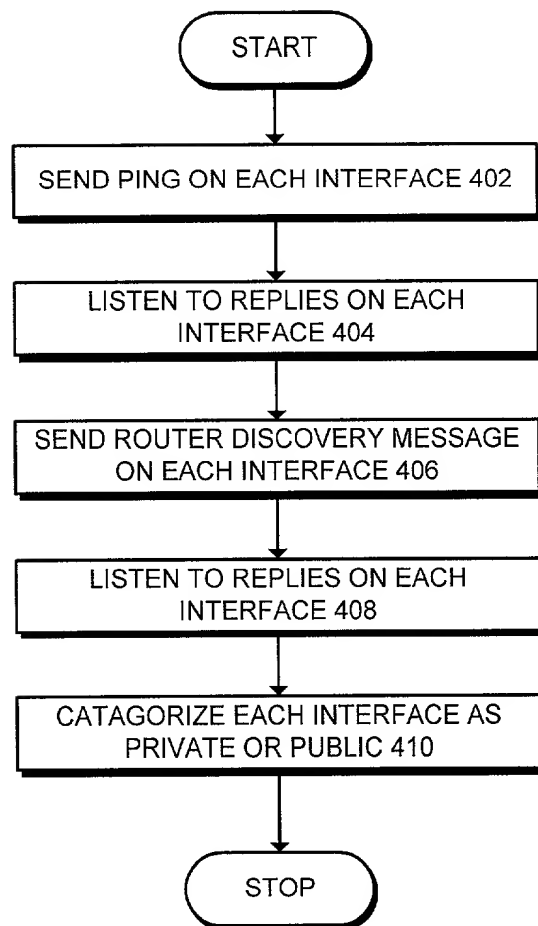 START
SEND PING ON EACH INTERFACE 402
LISTEN TO REPLIES ON EACH
INTERFACE 404
SEND ROUTER DISCOVERY MESSAGE
ON EACH INTERFACE 406
LISTEN TO REPLIES ON EACH
INTERFACE 408
CATAGORIZE EACH INTERFACE AS
PRIVATE OR PUBLIC 410
STOP